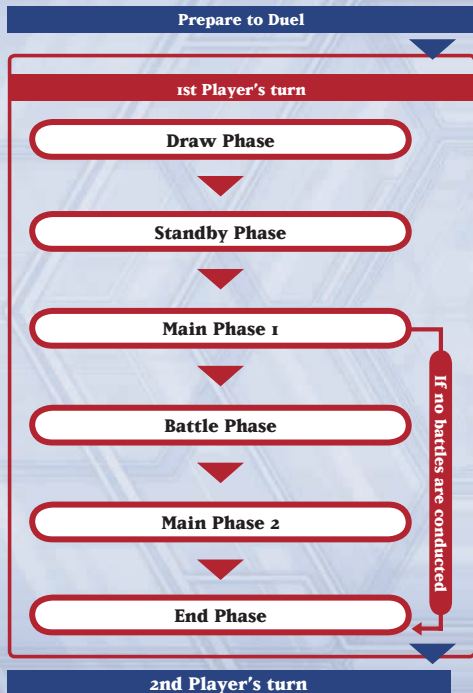 Prepare to Duel
1st Player's turn
Draw Phase
Standby Phase
Main Phase 1
Battle Phase
Main Phase 2
End Phase
If no battles are conducted
2nd Player's turn